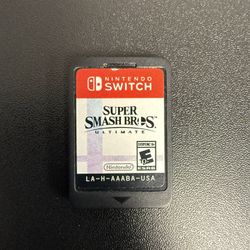 NINTENDO
SWITCH
SUPER
SMASH BROS.
ULTIMATE
EVERYONE 10+
E
Nintendo
LA-H-AAABA-USA